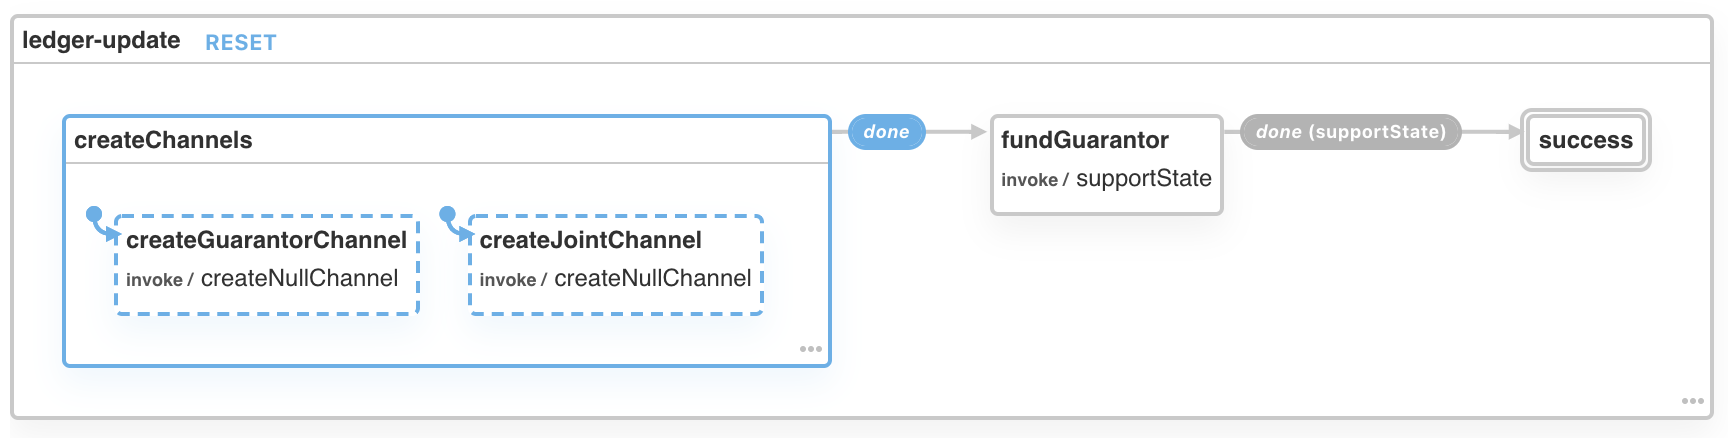 ledger-update RESET
createChannels
done
fundGuarantor
invoke / supportState
done (supportState)
success
createGuarantorChannel
invoke / createNullChannel
createJointChannel
invoke / createNullChannel